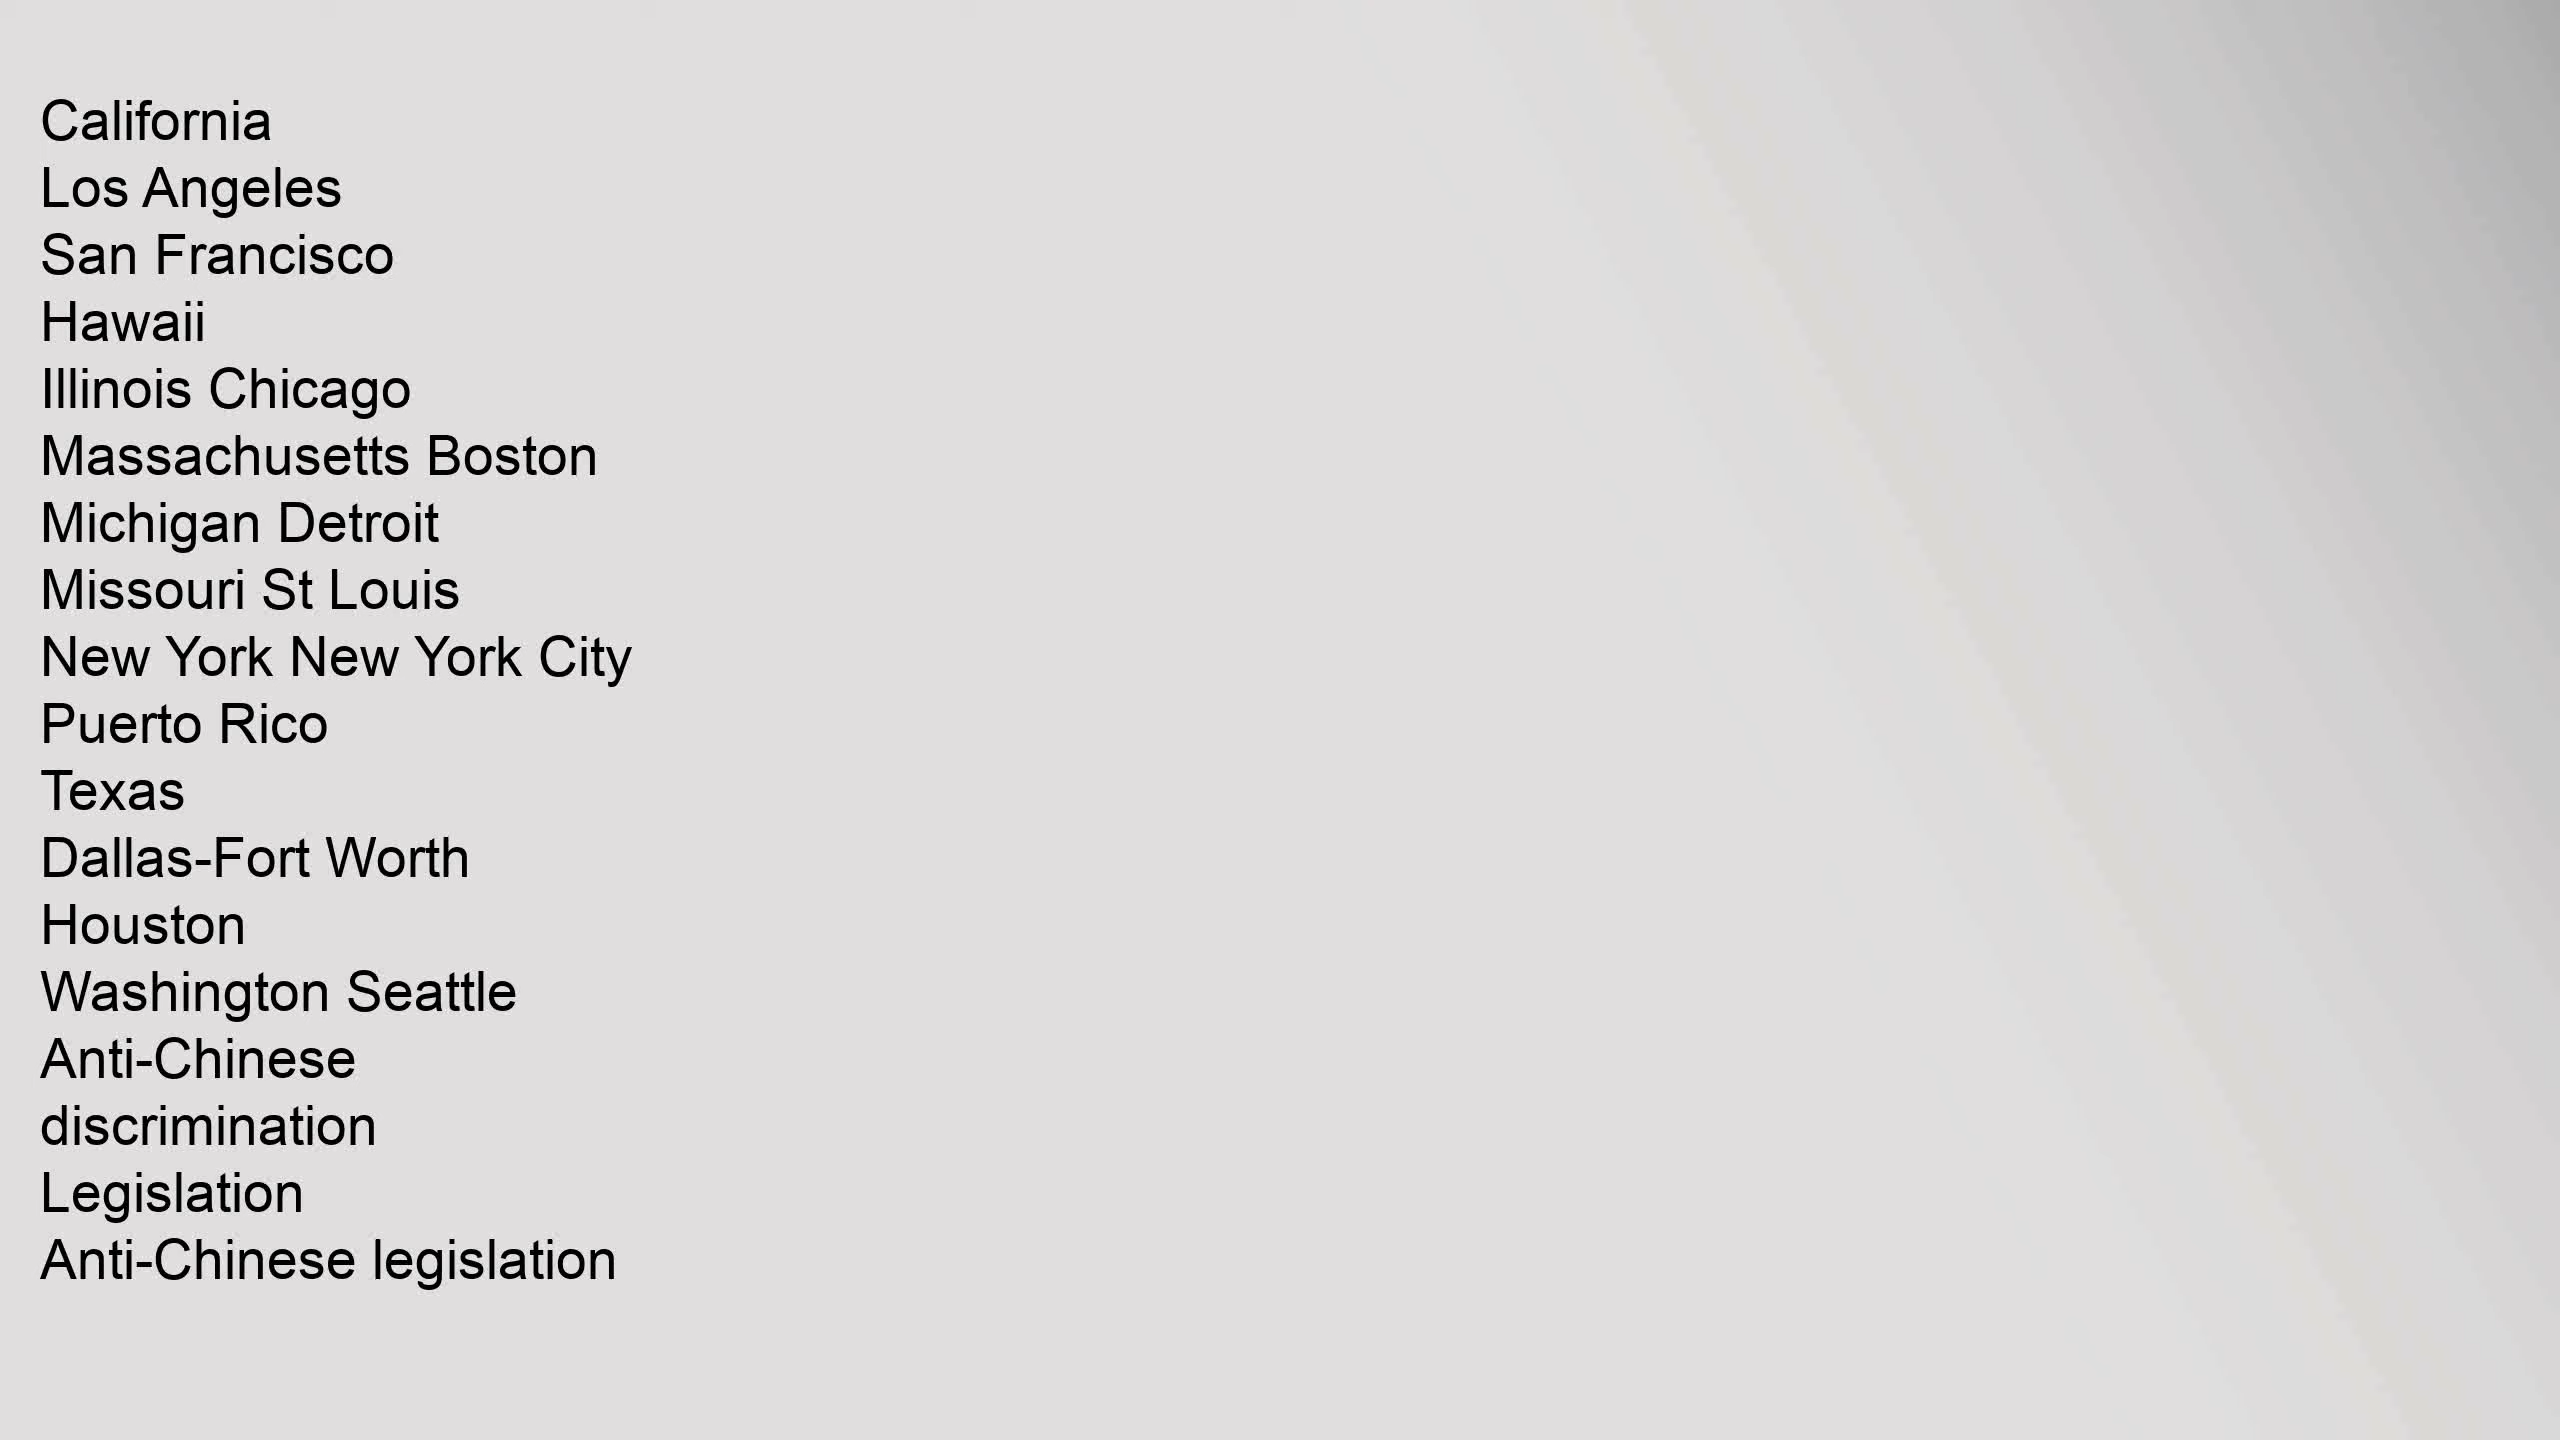 California
Los Angeles
San Francisco
Hawaii
Illinois Chicago
Massachusetts Boston
Michigan Detroit
Missouri St Louis
New York New York City
Puerto Rico
Texas
Dallas-Fort Worth
Houston
Washington Seattle
Anti-Chinese
discrimination
Legislation
Anti-Chinese legislation